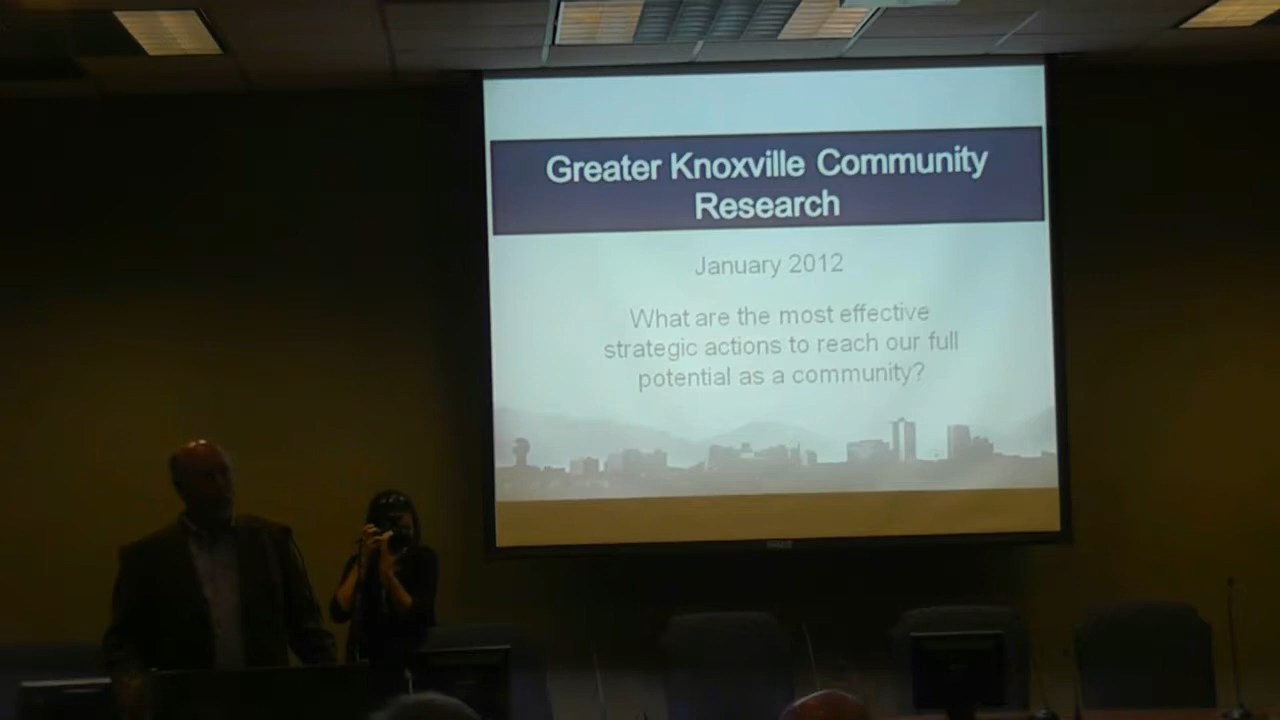 Greater Knoxville Community
Research
January 2012
What are the most effective
strategic actions to reach our full
potential as a community?